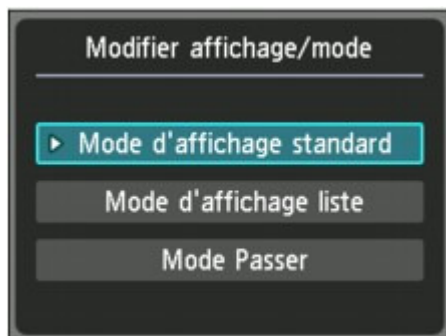 Modifier affichage/mode
Mode d'affichage standard
Mode d'affichage liste
Mode Passer